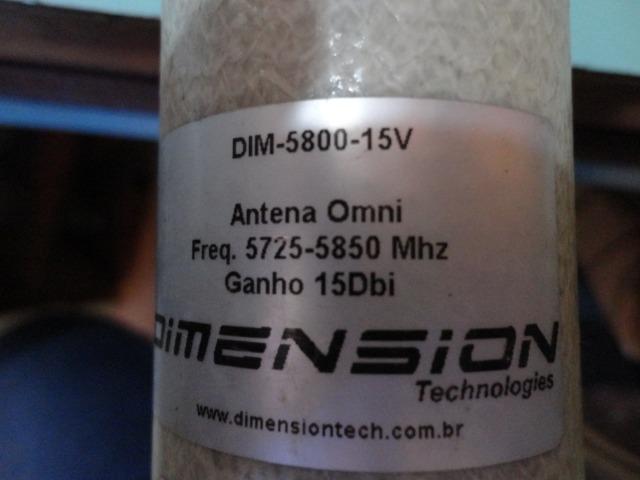 DIM-5800-15V
Antena Omni
Freq. 5725-5850 Mhz
Ganho 15Dbi
DiMENSiON
Technologies
www.dimensiontech.com.br